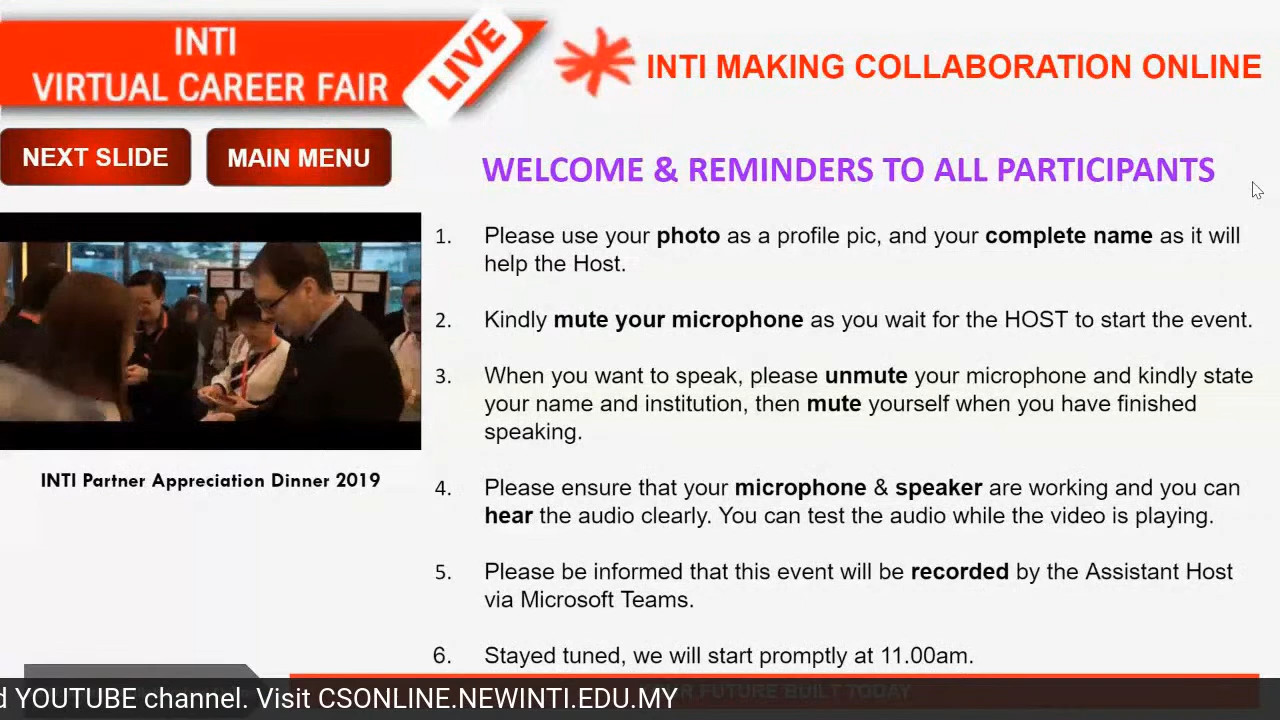 INTI
VIRTUAL CAREER FAIR
LIVE
INTI MAKING COLLABORATION ONLINE
NEXT SLIDE
MAIN MENU
WELCOME & REMINDERS TO ALL PARTICIPANTS
1. Please use your photo as a profile pic, and your complete name as it will
help the Host.
2. Kindly mute your microphone as you wait for the HOST to start the event.
3. When you want to speak, please unmute your microphone and kindly state
your name and institution, then mute yourself when you have finished
speaking.
INTI Partner Appreciation Dinner 2019
4. Please ensure that your microphone & speaker are working and you can
hear the audio clearly. You can test the audio while the video is playing.
5. Please be informed that this event will be recorded by the Assistant Host
via Microsoft Teams.
6. Stayed tuned, we will start promptly at 11.00am.
YOUR FUTURE BUILT TODAY
YOUTUBE channel. Visit CSONLINE.NEWINTI.EDU.MY